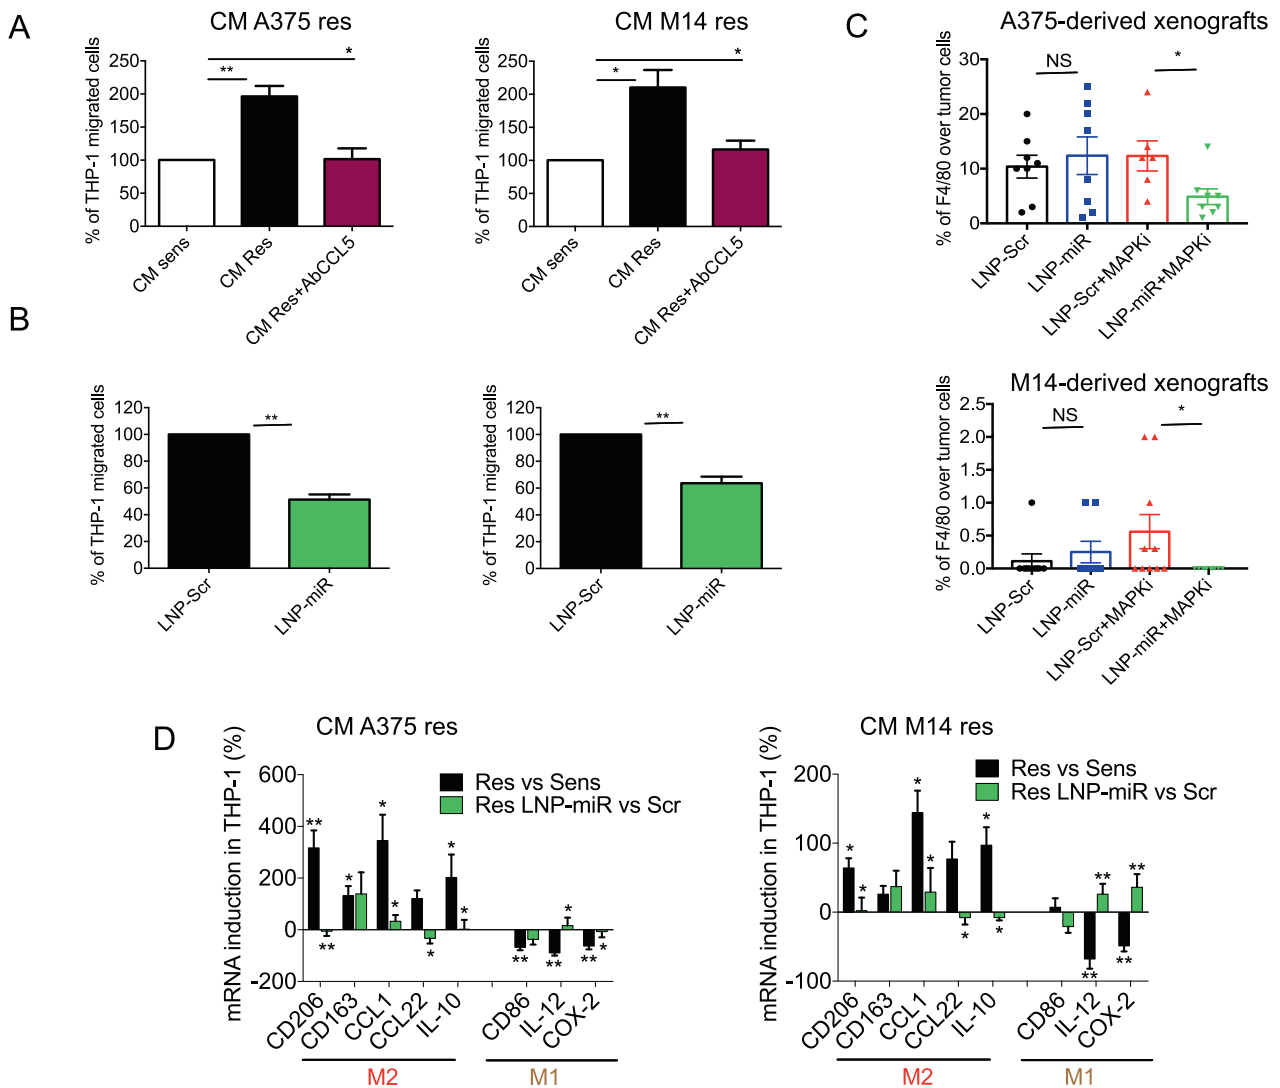 A
CM A375 res
% of THP-1 migrated cells
250
200
150
100
50
0
**
*
CM sens
CM Res
CM Res+AbCCL5
CM M14 res
% of THP-1 migrated cells
250
200
150
100
50
0
*
*
CM sens
CM Res
CM Res+AbCCL5
B
% of THP-1 migrated cells
120
100
80
60
40
20
0
**
LNP-Scr
LNP-miR
% of THP-1 migrated cells
120
100
80
60
40
20
0
**
LNP-Scr
LNP-miR
C
A375-derived xenografts
% of F4/80 over tumor cells
30
20
10
0
NS
*
LNP-Scr
LNP-miR
LNP-Scr+MAPKi
LNP-miR+MAPKi
M14-derived xenografts
% of F4/80 over tumor cells
2.5
2.0
1.5
1.0
0.5
0.0
NS
*
LNP-Scr
LNP-miR
LNP-Scr+MAPKi
LNP-miR+MAPKi
D
CM A375 res
mRNA induction in THP-1 (%)
600
400
200
0
-200
Res vs Sens
Res LNP-miR vs Scr
** * * * * *
** * ** * ** ** *
CD206
CD163
CCL1
CCL22
IL-10
CD86
IL-12
COX-2
M2
M1
CM M14 res
mRNA induction in THP-1 (%)
200
100
0
-100
Res vs Sens
Res LNP-miR vs Scr
* * * * * ** **
* * ** **
CD206
CD163
CCL1
CCL22
IL-10
CD86
IL-12
COX-2
M2
M1